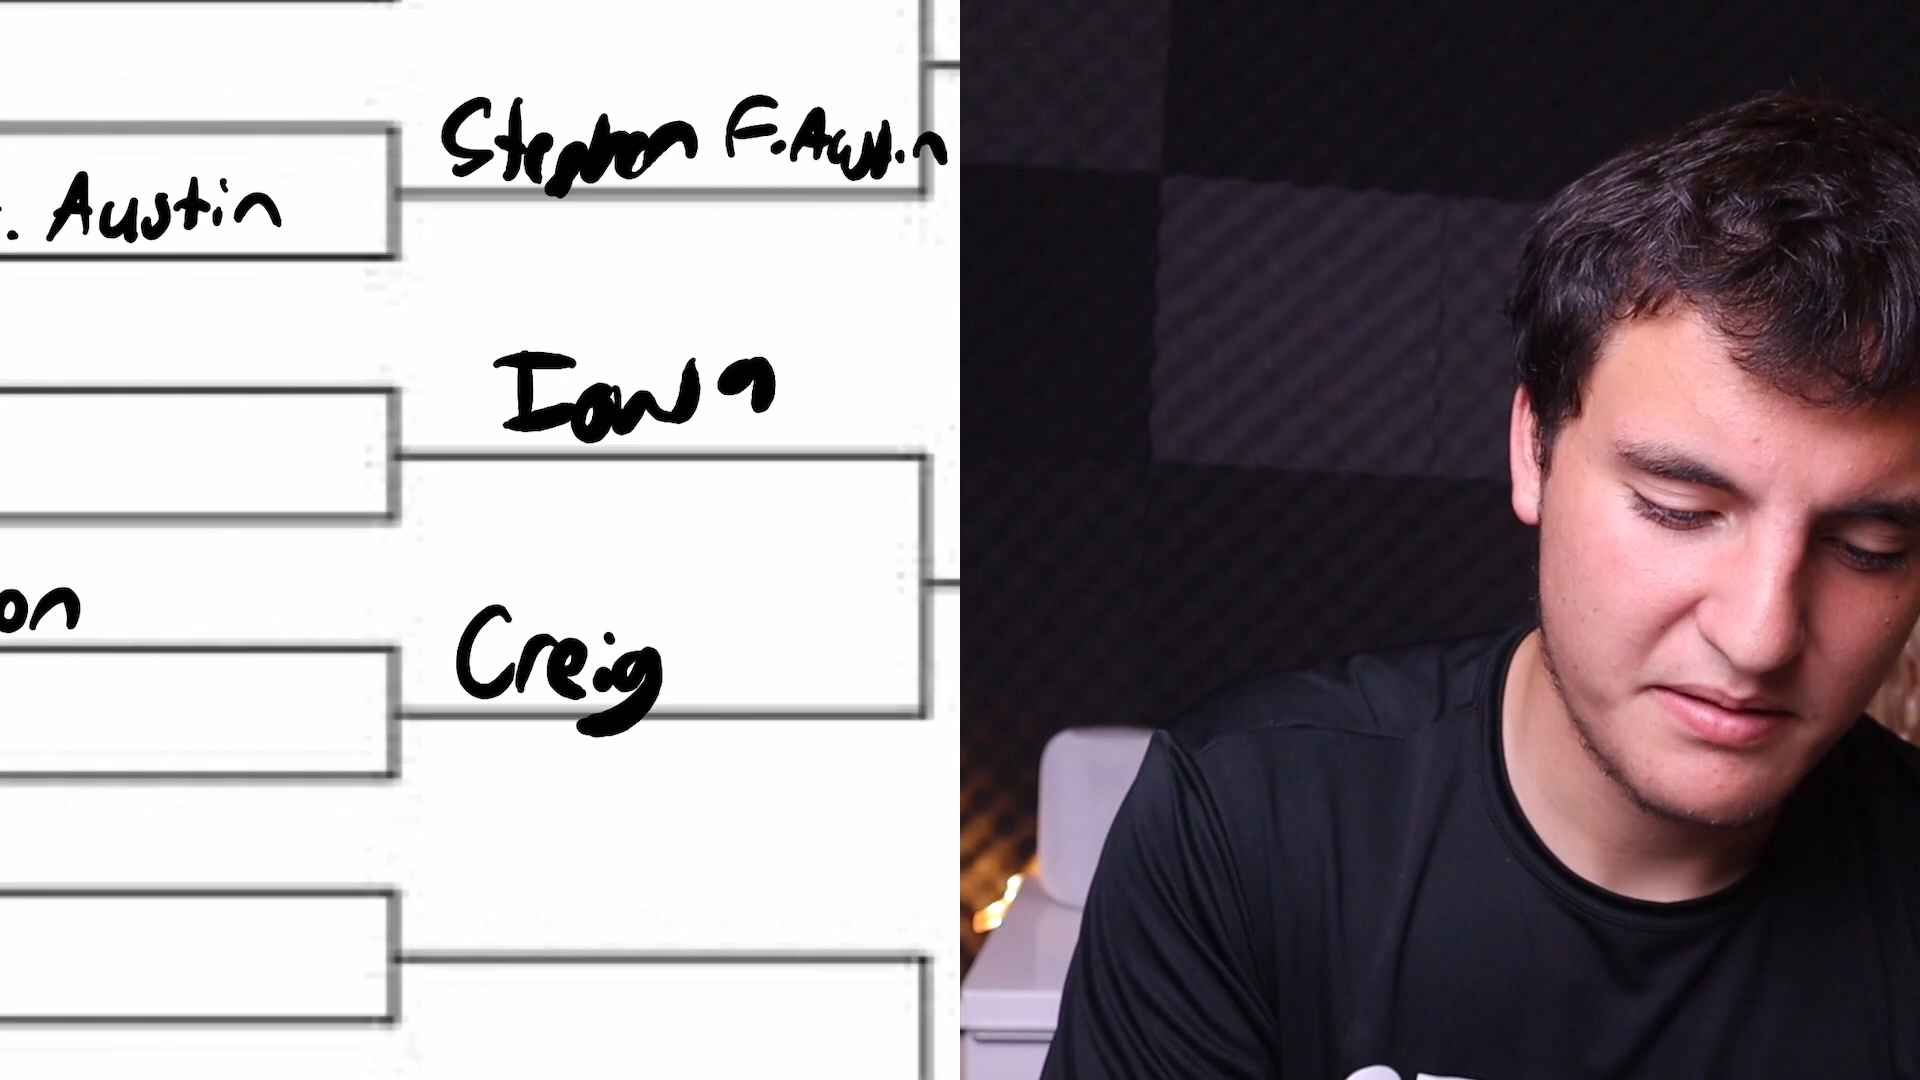 Stephen F. Austin
. Austin
Iowa
on
Creig